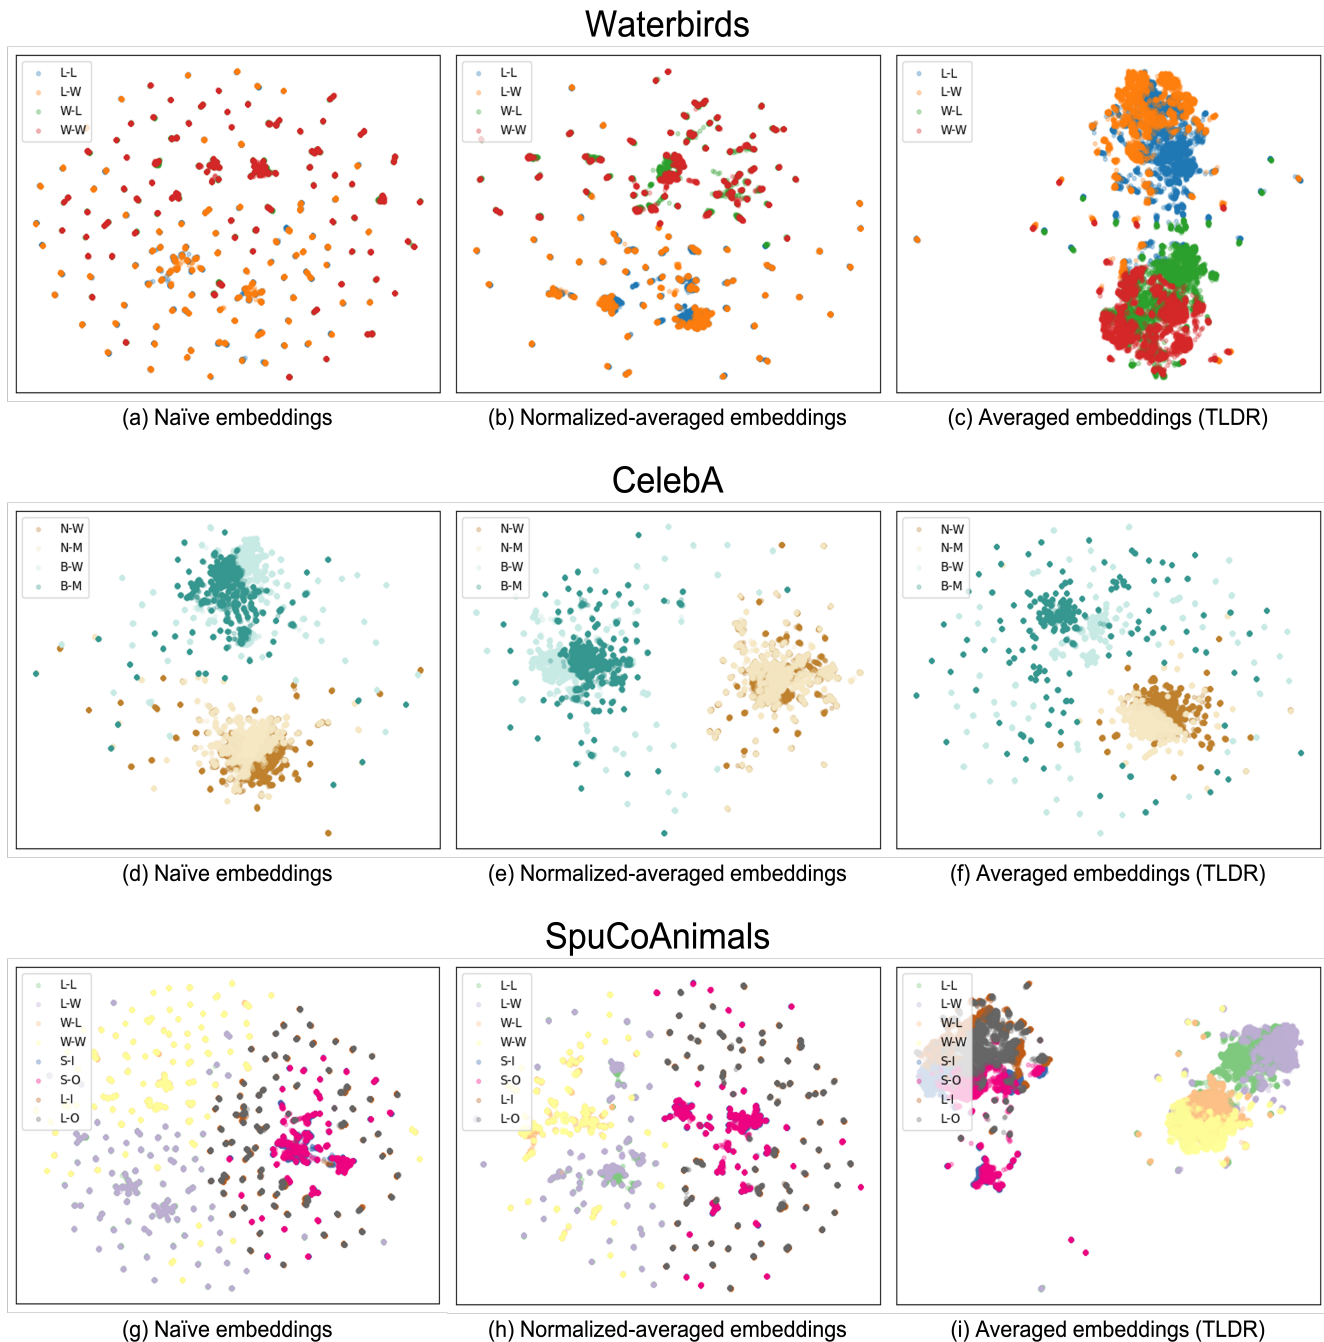 Waterbirds
L-L
L-W
W-L
W-W
L-L
L-W
W-L
W-W
L-L
L-W
W-L
W-W
(a) Naïve embeddings
(b) Normalized-averaged embeddings
(c) Averaged embeddings (TLDR)
CelebA
N-W
N-M
B-W
B-M
N-W
N-M
B-W
B-M
N-W
N-M
B-W
B-M
(d) Naïve embeddings
(e) Normalized-averaged embeddings
(f) Averaged embeddings (TLDR)
SpuCoAnimals
L-L
L-W
W-L
W-W
S-I
S-O
L-I
L-O
L-L
L-W
W-L
W-W
S-I
S-O
L-I
L-O
L-L
L-W
W-L
W-W
S-I
S-O
L-I
L-O
(g) Naïve embeddings
(h) Normalized-averaged embeddings
(i) Averaged embeddings (TLDR)